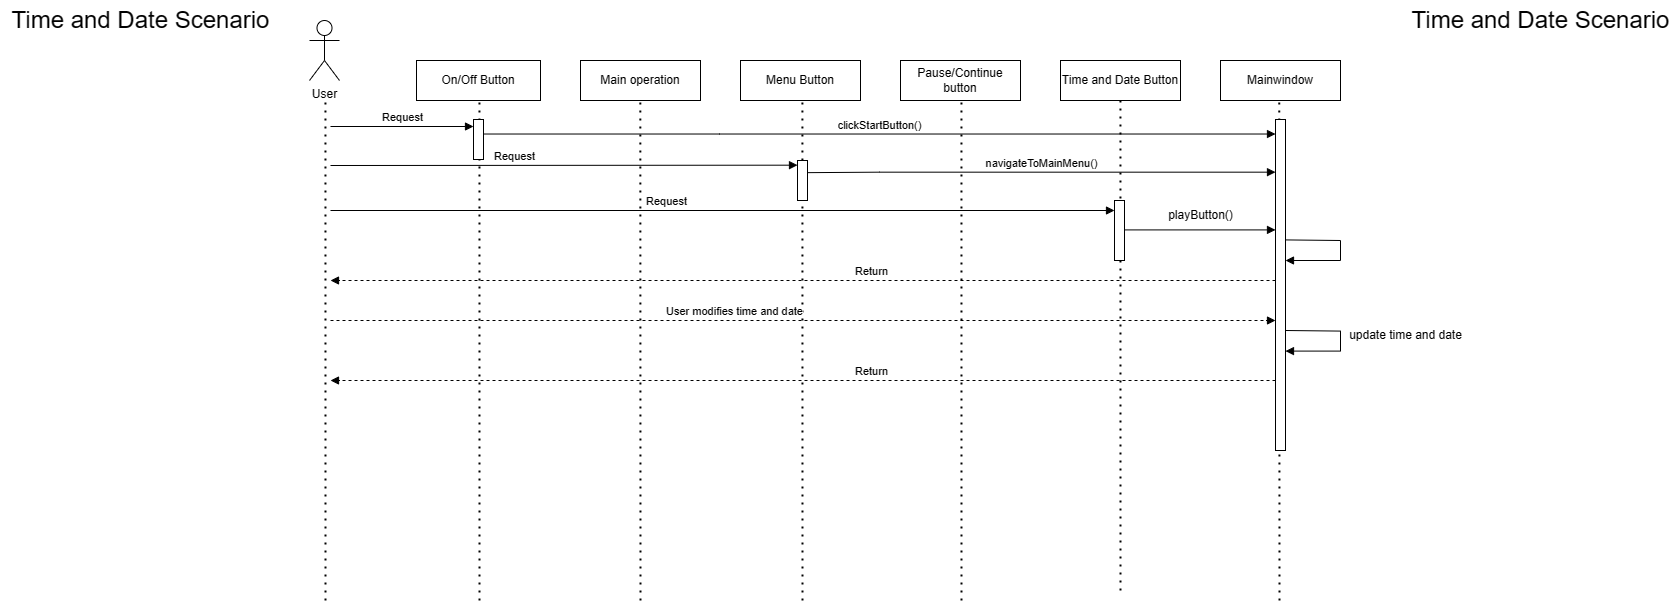 Time and Date Scenario
Time and Date Scenario
User
On/Off Button
Main operation
Menu Button
Pause/Continue
button
Time and Date Button
Mainwindow
Request
clickStartButton()
Request
navigateToMainMenu()
Request
playButton()
Return
User modifies time and date
update time and date
Return